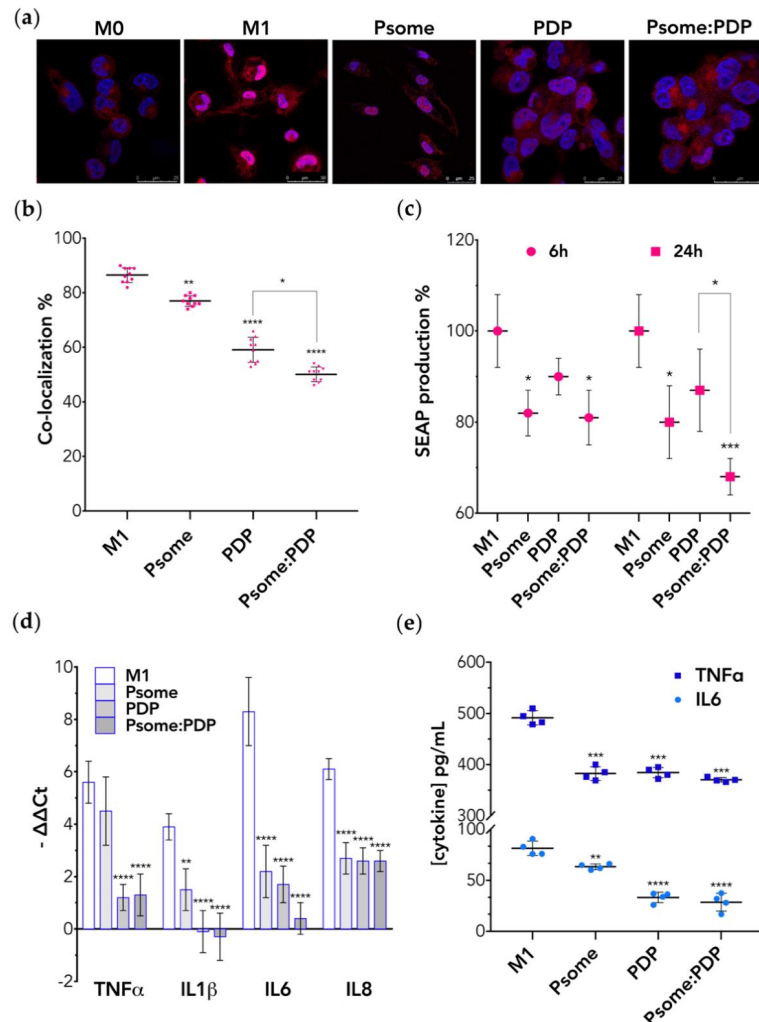 (a)
M0 M1 Psome PDP Psome:PDP
(b)
100
80
60
40
20
0
Co-localization %
**
****
*
****
M1 Psome PDP Psome:PDP
(c)
6h 24h
120
100
80
60
SEAP production %
* * * * ***
M1 Psome PDP Psome:PDP M1 Psome PDP Psome:PDP
(d)
10
8
6
4
2
0
-2
- ΔΔCt
M1
Psome
PDP
Psome:PDP
**** **** ** **** **** **** **** **** **** **** ****
TNFα IL1β IL6 IL8
(e)
600
500
400
300
100
50
0
[cytokine] pg/mL
TNFα
IL6
*** *** ***
** **** ****
M1 Psome PDP Psome:PDP